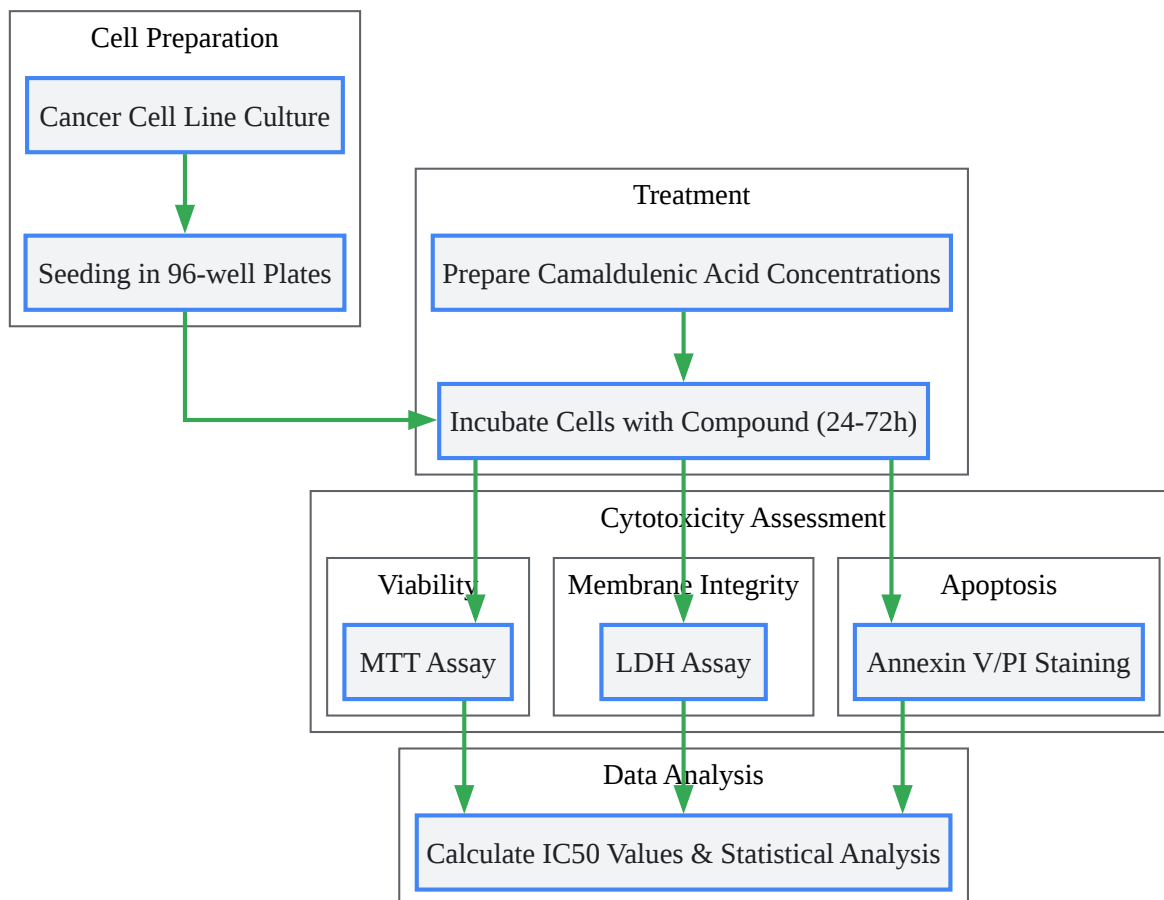 Cell Preparation
Cancer Cell Line Culture
Seeding in 96-well Plates
Treatment
Prepare Camaldulenic Acid Concentrations
Incubate Cells with Compound (24-72h)
Cytotoxicity Assessment
Viability
MTT Assay
Membrane Integrity
LDH Assay
Apoptosis
Annexin V/PI Staining
Data Analysis
Calculate IC50 Values & Statistical Analysis